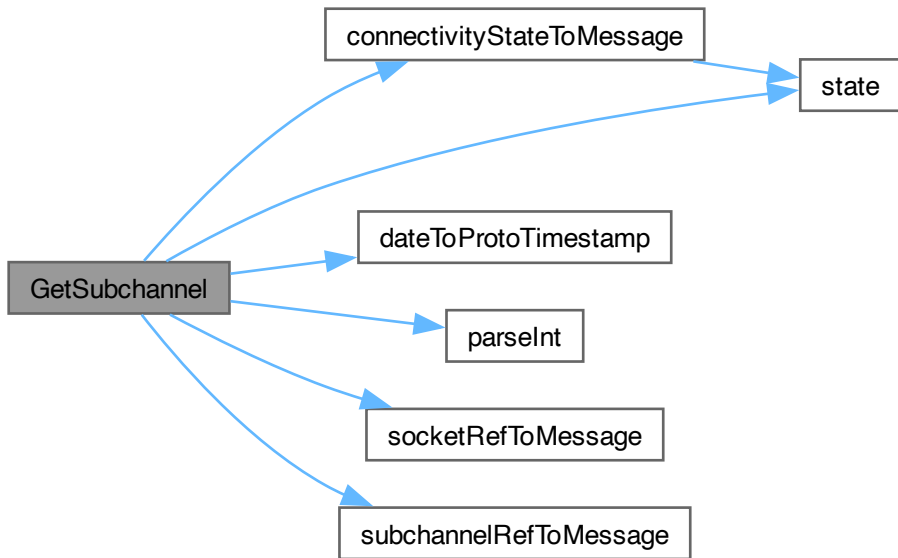 connectivityStateToMessage
state
dateToProtoTimestamp
GetSubchannel
parseInt
socketRefToMessage
subchannelRefToMessage